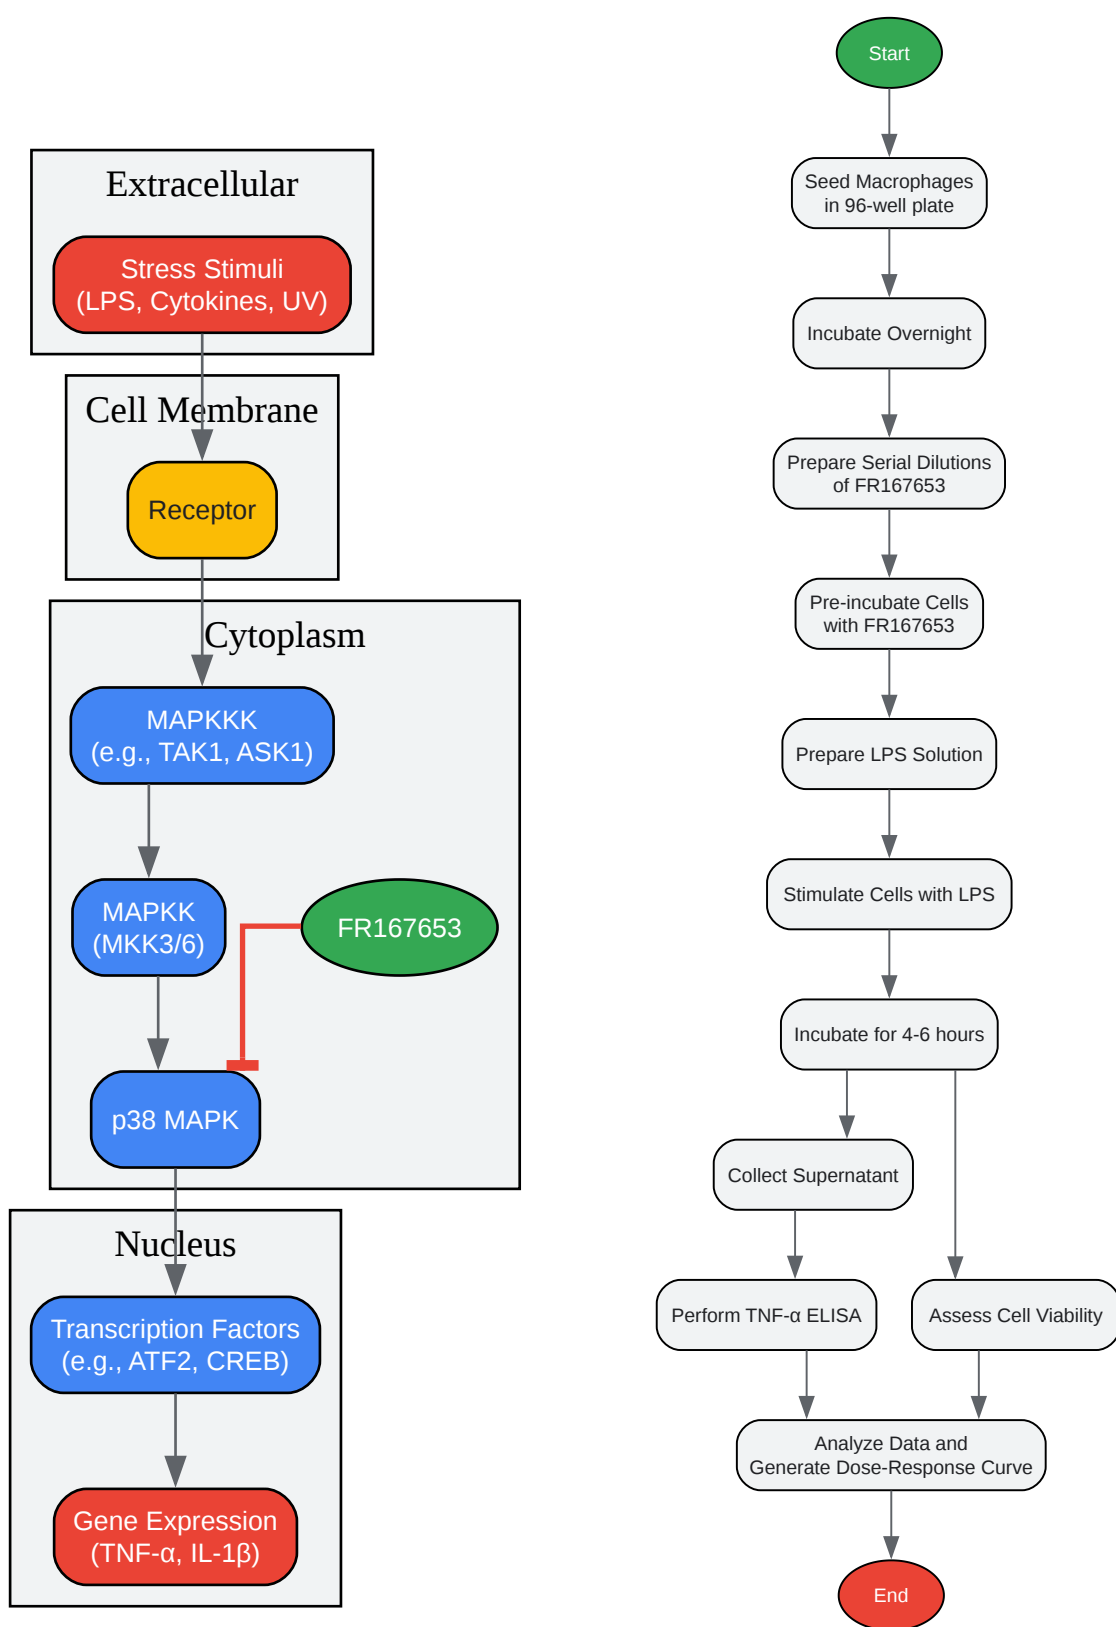 Extracellular
Stress Stimuli
(LPS, Cytokines, UV)
Cell Membrane
Receptor
Cytoplasm
MAPKKK
(e.g., TAK1, ASK1)
MAPKK
(MKK3/6)
FR167653
p38 MAPK
Nucleus
Transcription Factors
(e.g., ATF2, CREB)
Gene Expression
(TNF-α, IL-1β)
Start
Seed Macrophages
in 96-well plate
Incubate Overnight
Prepare Serial Dilutions
of FR167653
Pre-incubate Cells
with FR167653
Prepare LPS Solution
Stimulate Cells with LPS
Incubate for 4-6 hours
Collect Supernatant
Perform TNF-α ELISA
Assess Cell Viability
Analyze Data and
Generate Dose-Response Curve
End